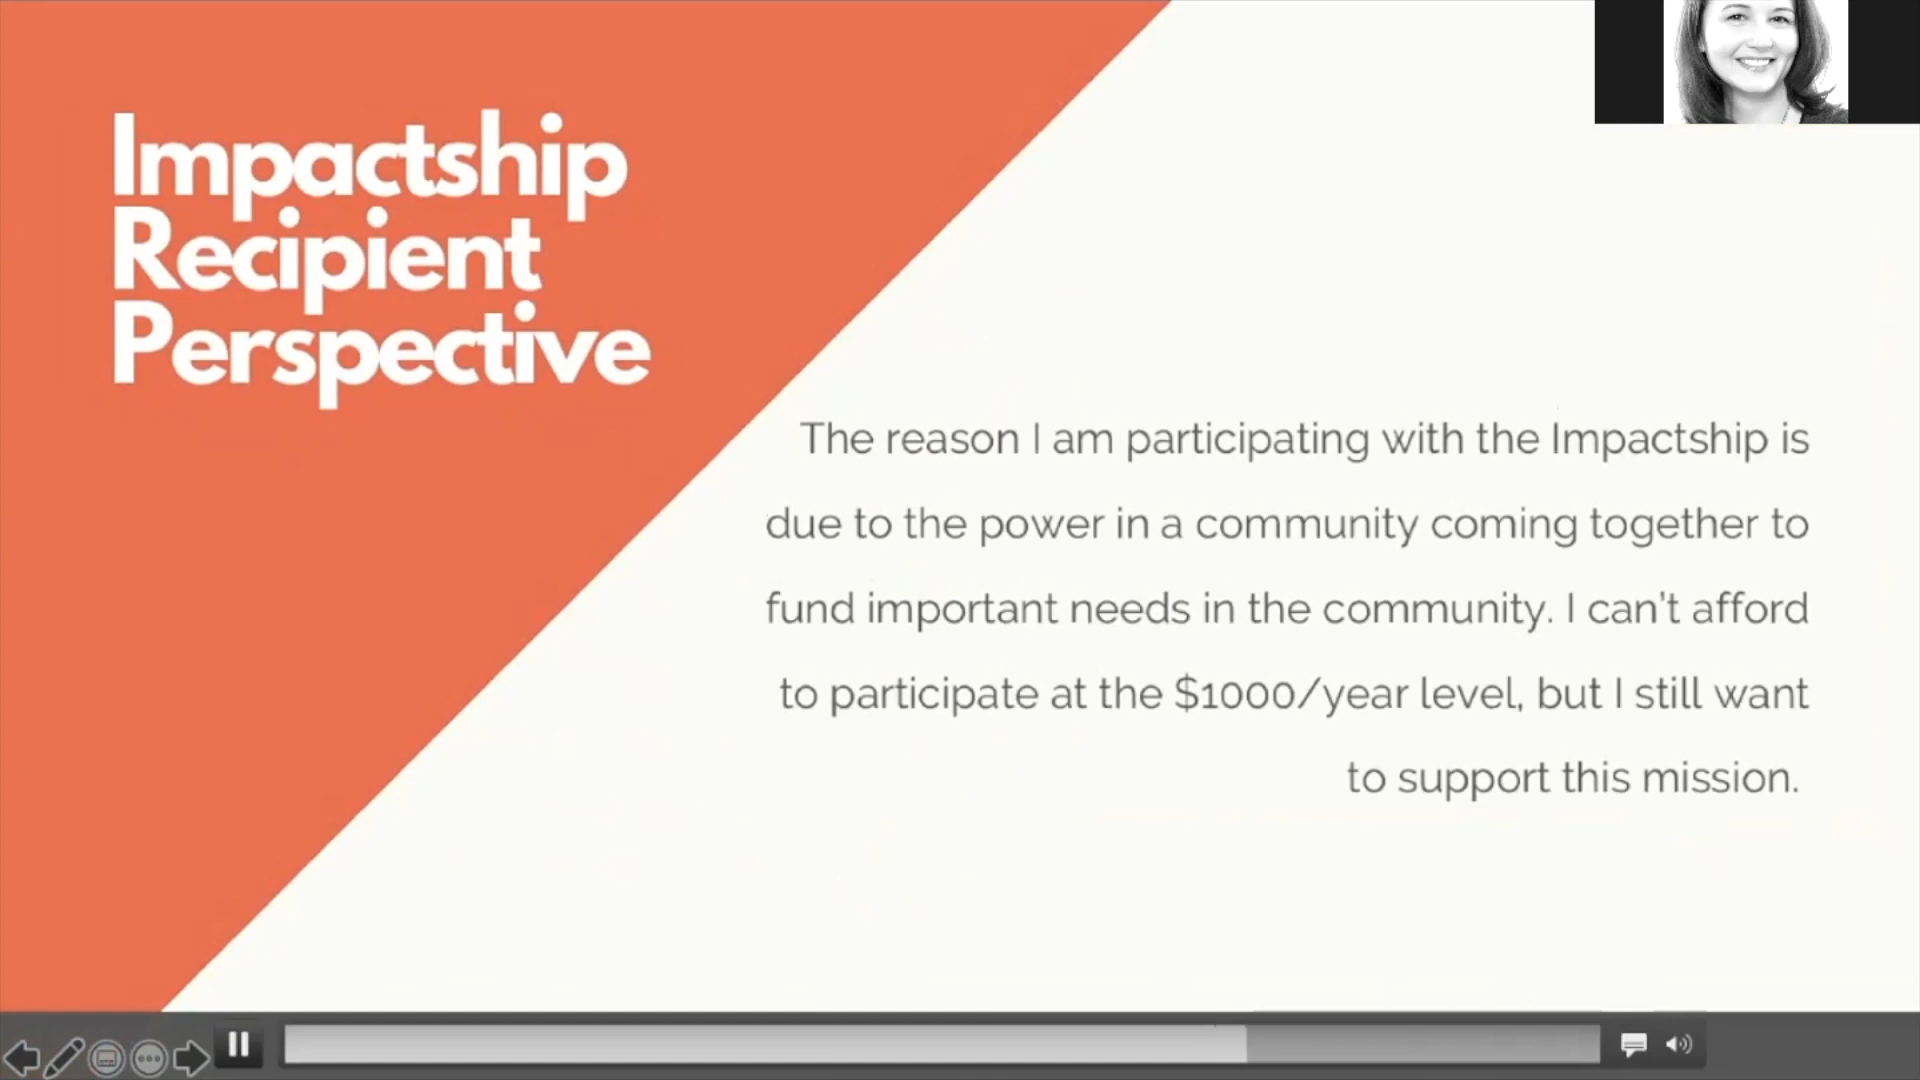 Impactship
Recipient
Perspective
The reason I am participating with the Impactship is
due to the power in a community coming together to
fund important needs in the community. I can't afford
to participate at the $1000/year level, but I still want
to support this mission.